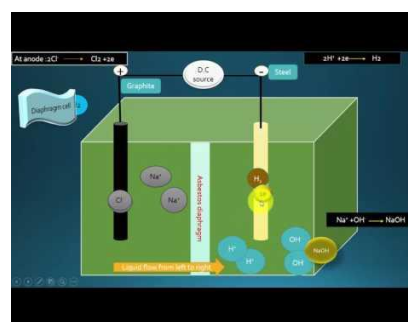 At anode :2Cl⁻ ⟶ Cl₂ +2e
2H⁺ +2e ⟶ H₂
D.C
source
+
-
Steel
Graphite
Diaphragm cell
Na⁺
Na⁺
Cl
Asbestos diaphragm
H₂
Na⁺ +OH⁻ ⟶ NaOH
OH⁻
H⁺
H⁺
OH⁻
NaOH
Liquid flow from left to right